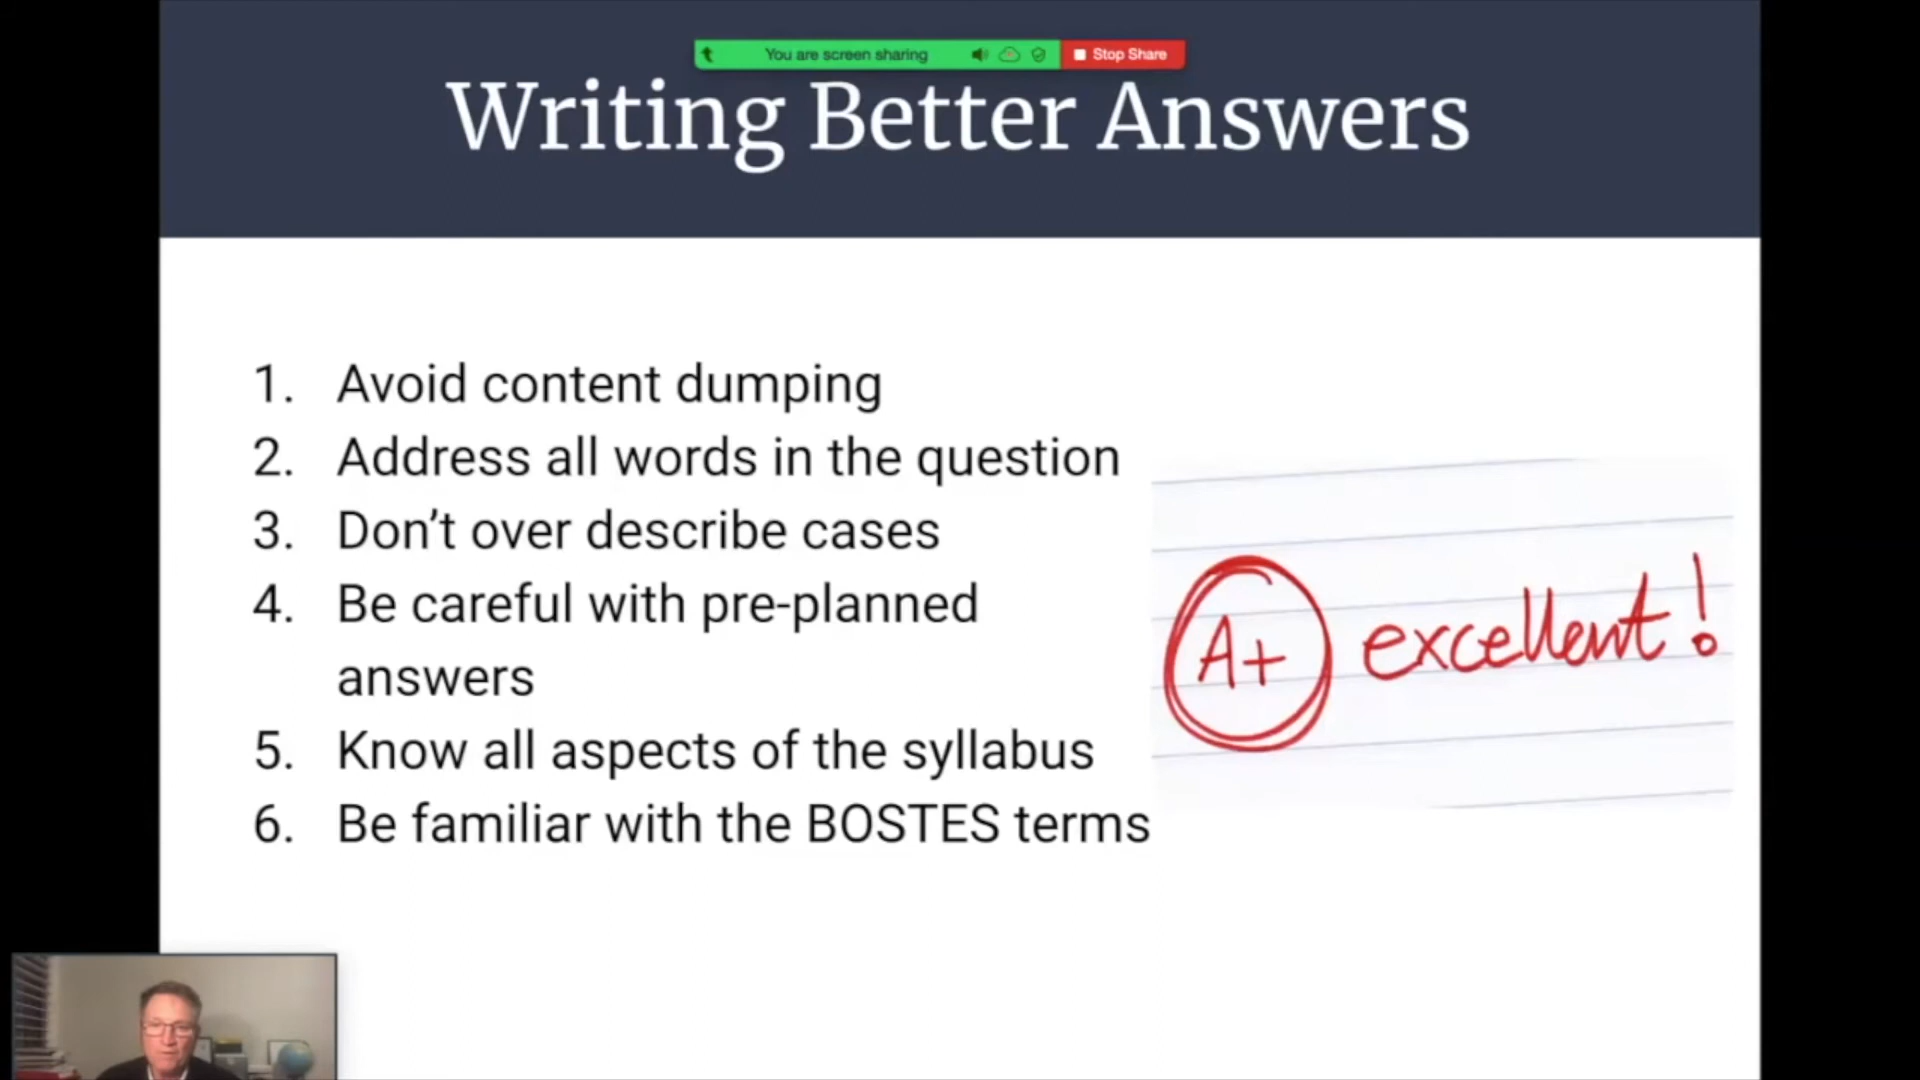 You are screen sharing
Stop Share
Writing Better Answers
1. Avoid content dumping
2. Address all words in the question
3. Don’t over describe cases
4. Be careful with pre-planned
answers
5. Know all aspects of the syllabus
6. Be familiar with the BOSTES terms
A+ excellent!